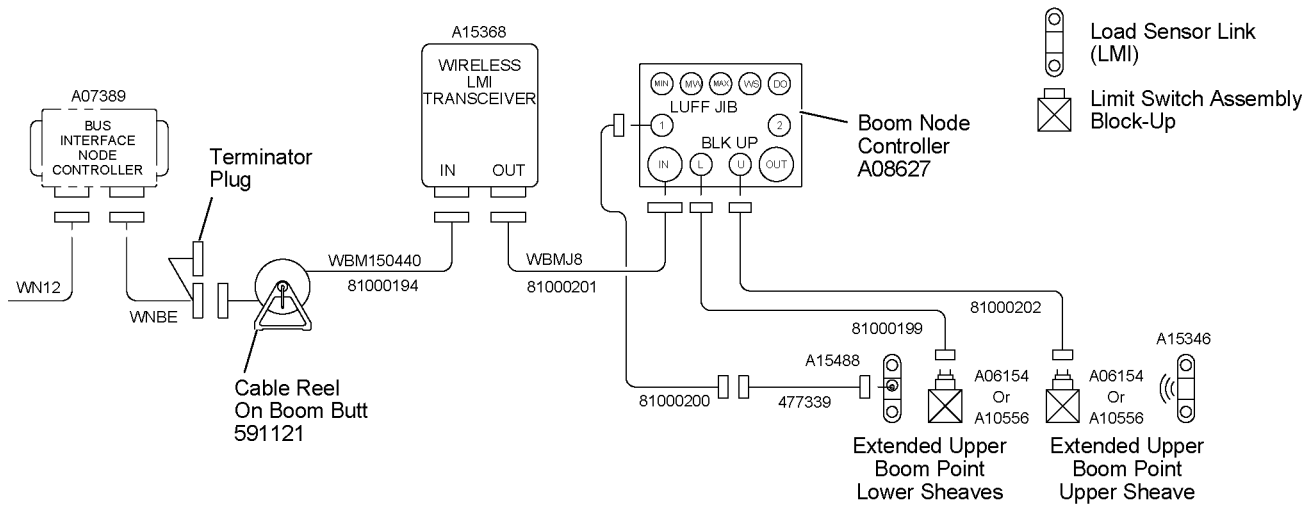 A07389
BUS
INTERFACE
NODE
CONTROLLER
Terminator
Plug
WN12
WNBE
Cable Reel
On Boom Butt
591121
WBM150440
81000194
A15368
WIRELESS
LMI
TRANSCEIVER
IN OUT
WBMJ8
81000201
MIN MW MAX WS DO
LUFF JIB
1 2
BLK UP
IN L U OUT
Boom Node
Controller
A08627
Load Sensor Link
(LMI)
Limit Switch Assembly
Block-Up
81000202
81000199
A15488
A15346
81000200
477339
A06154
Or
A10556
A06154
Or
A10556
Extended Upper
Boom Point
Lower Sheaves
Extended Upper
Boom Point
Upper Sheave